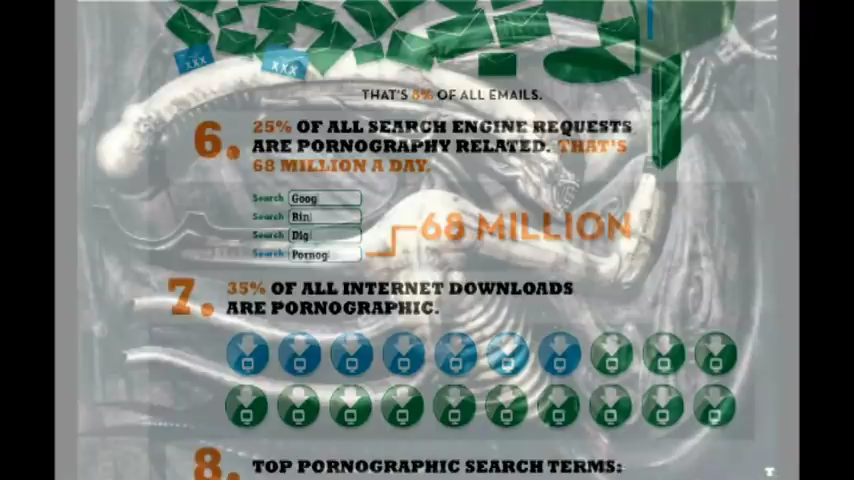 XXX
XXX
THAT'S 8% OF ALL EMAILS.
6. 25% OF ALL SEARCH ENGINE REQUESTS
ARE PORNOGRAPHY RELATED. THAT'S
68 MILLION A DAY.
Search Goog
Search Bin
Search Dig
Search Pornog
68 MILLION
7. 35% OF ALL INTERNET DOWNLOADS
ARE PORNOGRAPHIC.
8. TOP PORNOGRAPHIC SEARCH TERMS:
T